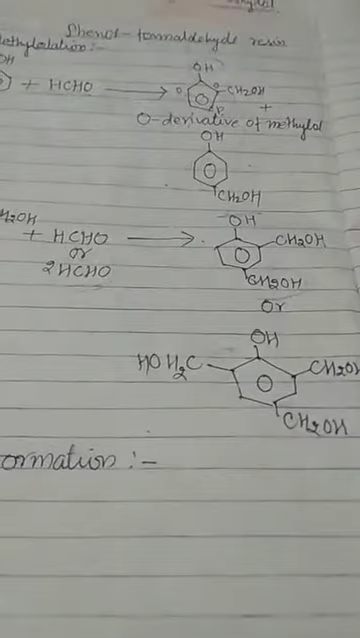 Phenol-formaldehyde resin
Methylolation :-
OH
+ HCHO
OH
o
o
CH2OH
p
+
O-derivative of methylol
OH
CH2OH
H2OH
+ HCHO
or
2HCHO
OH
CH2OH
CH2OH
Or
OH
HOH2C
CH2OH
CH2OH
ormation :-